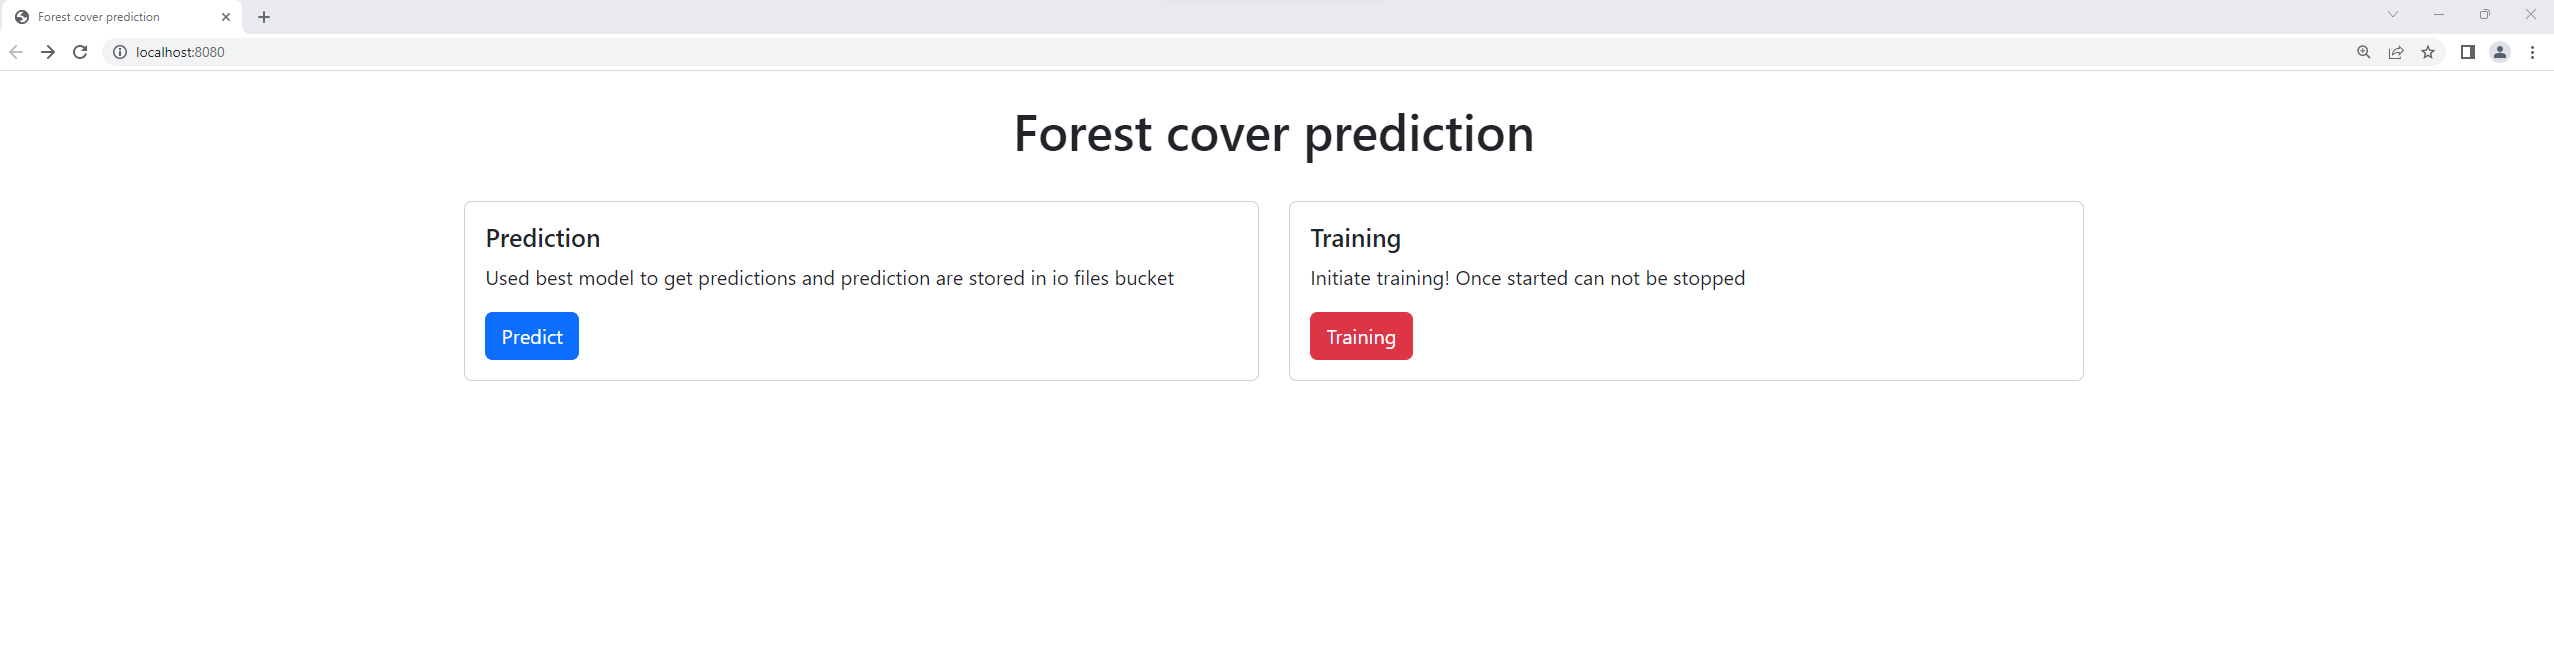 Forest cover prediction
localhost:8080
Forest cover prediction
Prediction
Used best model to get predictions and prediction are stored in io files bucket
Predict
Training
Initiate training! Once started can not be stopped
Training